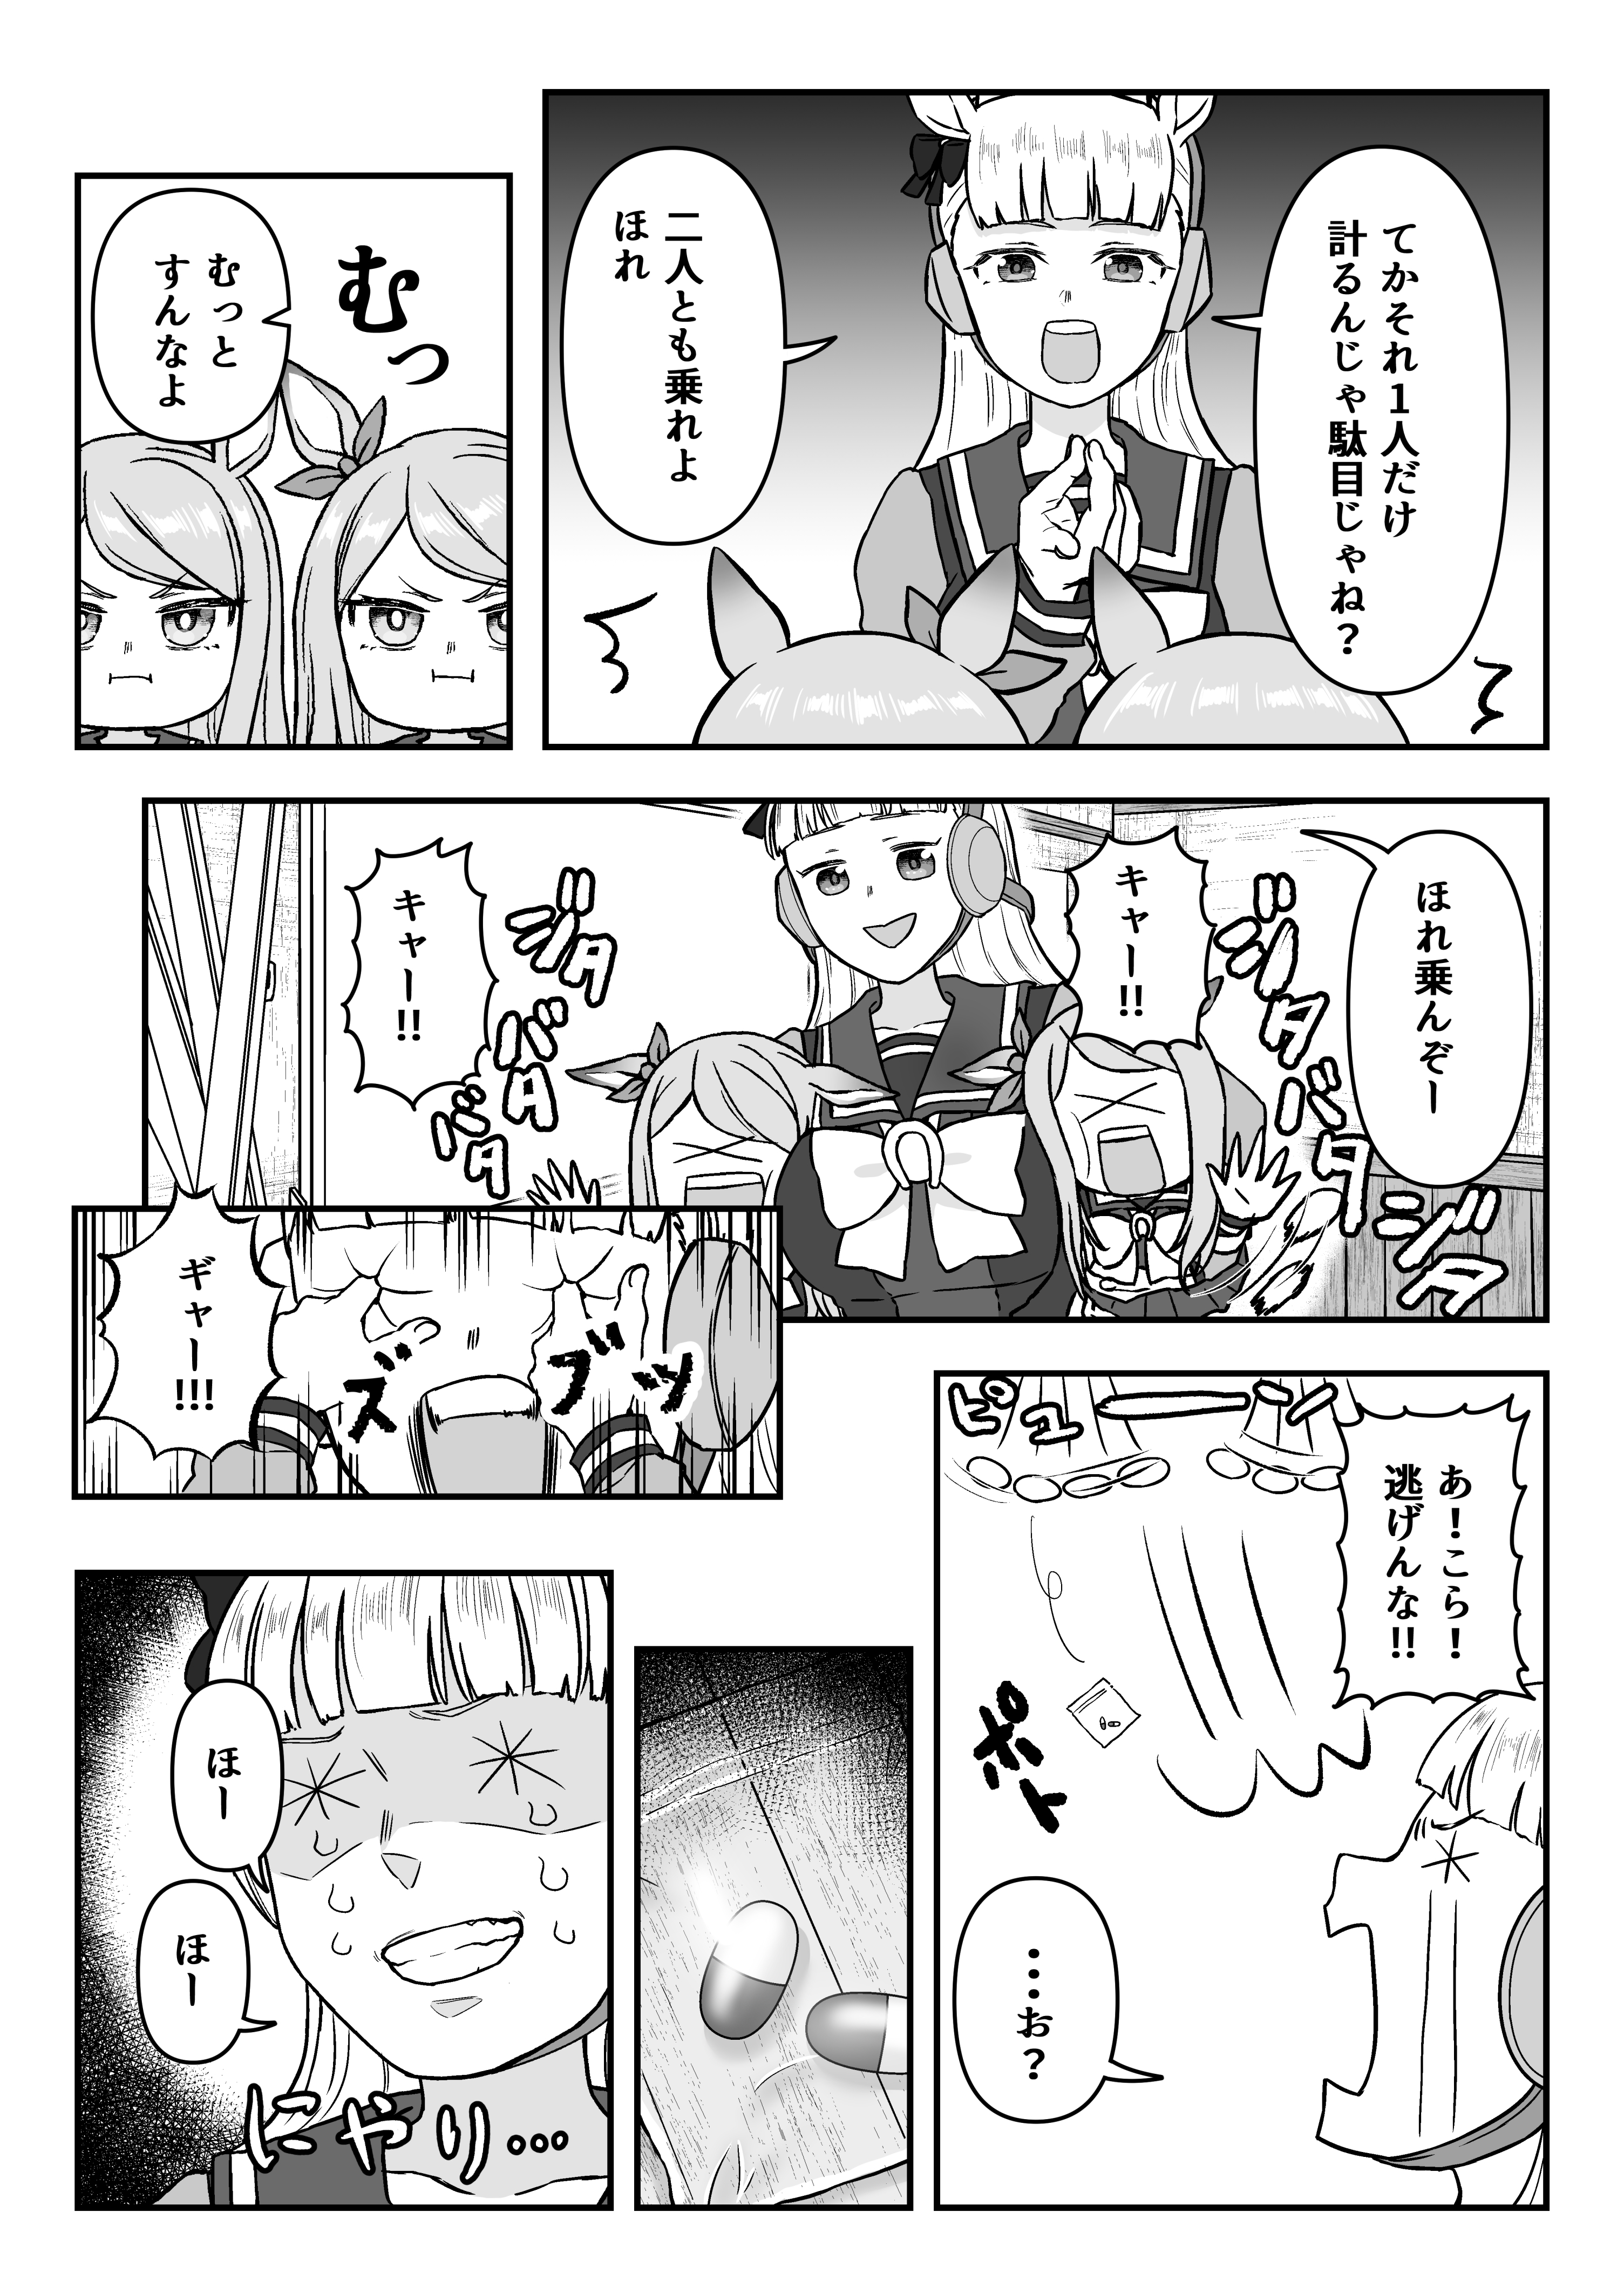 てかそれ1人だけ
計るんじゃ駄目じゃね？
二人とも乗れよ
ほれ
むっ
むっと
すんなよ
ほれ乗んぞー
ジタバタジタ
キャー!!
ジタバタバタ
キャー!!
ギャー!!!
ズブッ
あ！こら！
逃げんな!!
ピューーン
ポト
…お？
ほー
ほー
にやり…